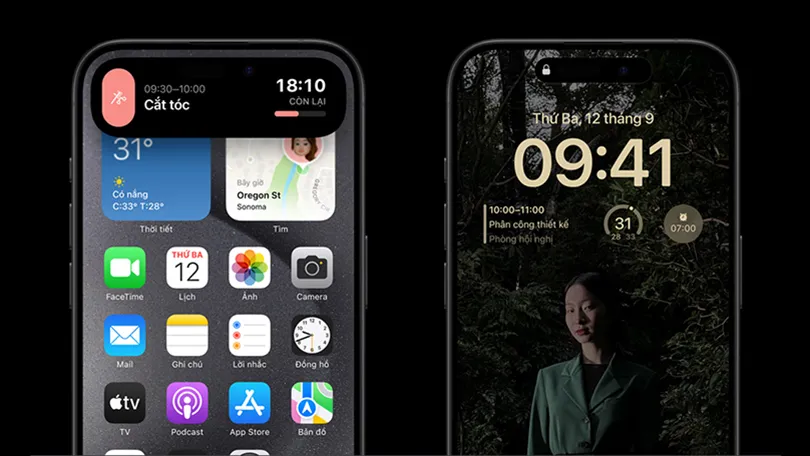 09:30–10:00
Cắt tóc
18:10
CÒN LẠI
31°
Có nắng
C:33° T:28°
Thời tiết
Bây giờ
Oregon St
Sonoma
Tìm
FaceTime
THỨ BA
12
Lịch
Ảnh
Camera
Mail
Ghi chú
Lời nhắc
Đồng hồ
tv
TV
Podcast
App Store
Bản đồ
Thứ Ba, 12 tháng 9
09:41
10:00–11:00
Phân công thiết kế
Phòng hội nghị
31
28 33
07:00